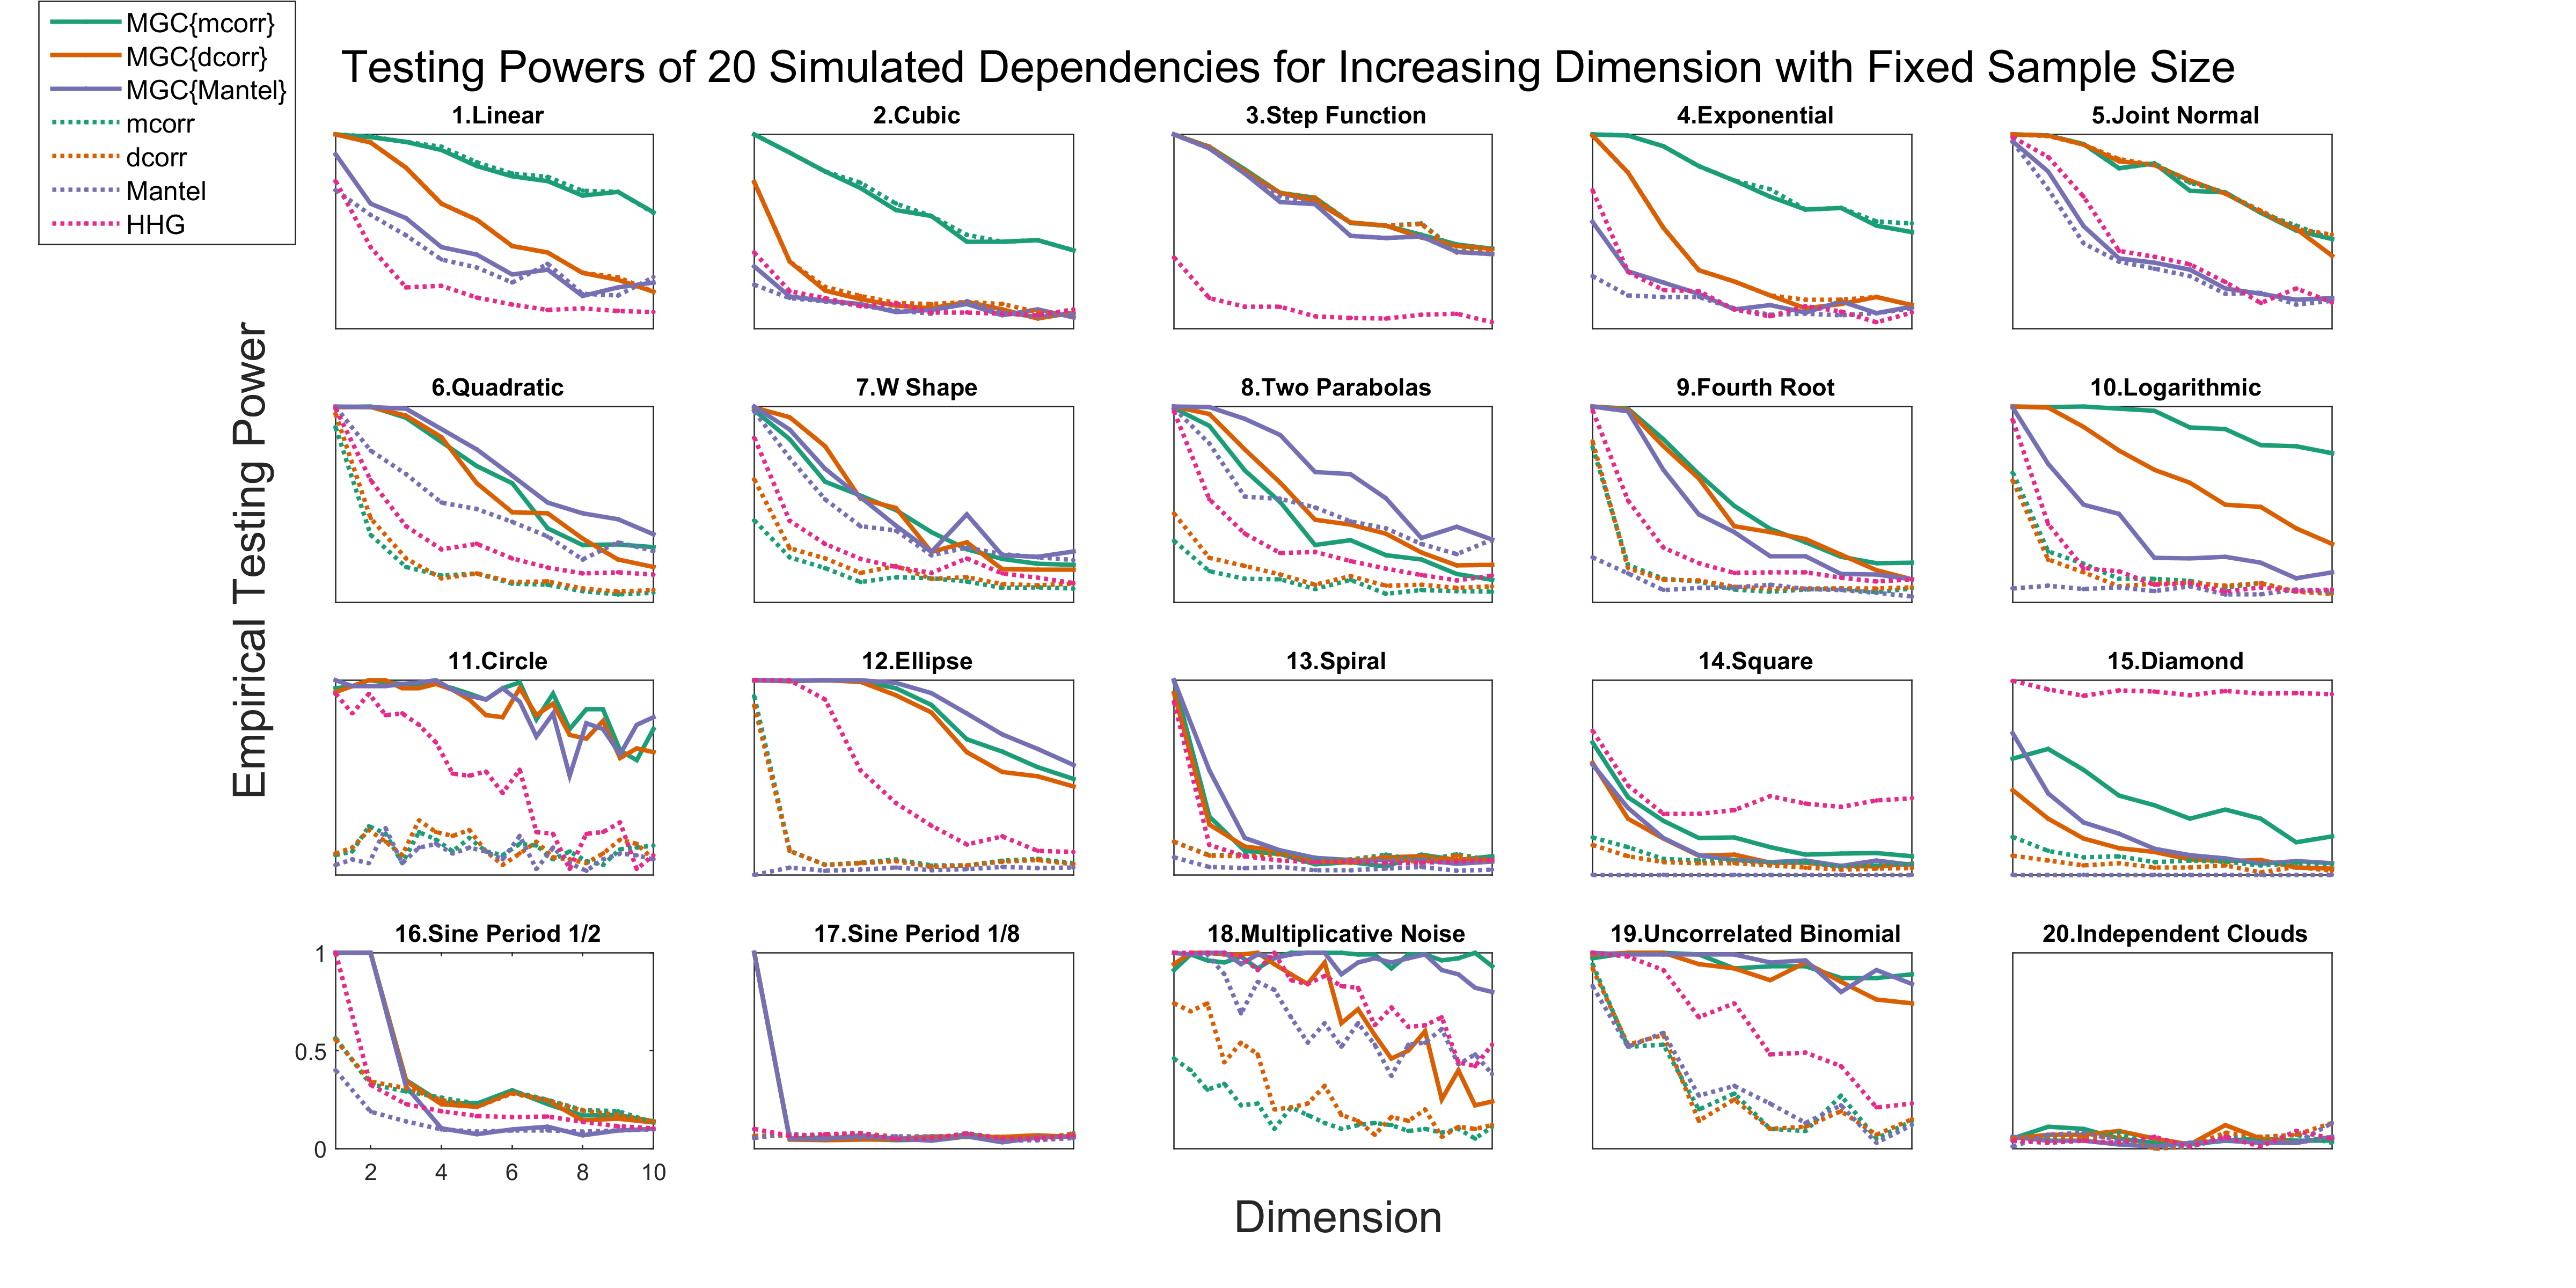 MGC{mcorr}
MGC{dcorr}
MGC{Mantel}
mcorr
dcorr
Mantel
HHG
Testing Powers of 20 Simulated Dependencies for Increasing Dimension with Fixed Sample Size
1.Linear
2.Cubic
3.Step Function
4.Exponential
5.Joint Normal
6.Quadratic
7.W Shape
8.Two Parabolas
9.Fourth Root
10.Logarithmic
Empirical Testing Power
11.Circle
12.Ellipse
13.Spiral
14.Square
15.Diamond
16.Sine Period 1/2
17.Sine Period 1/8
18.Multiplicative Noise
19.Uncorrelated Binomial
20.Independent Clouds
1
0.5
0
2
4
6
8
10
Dimension